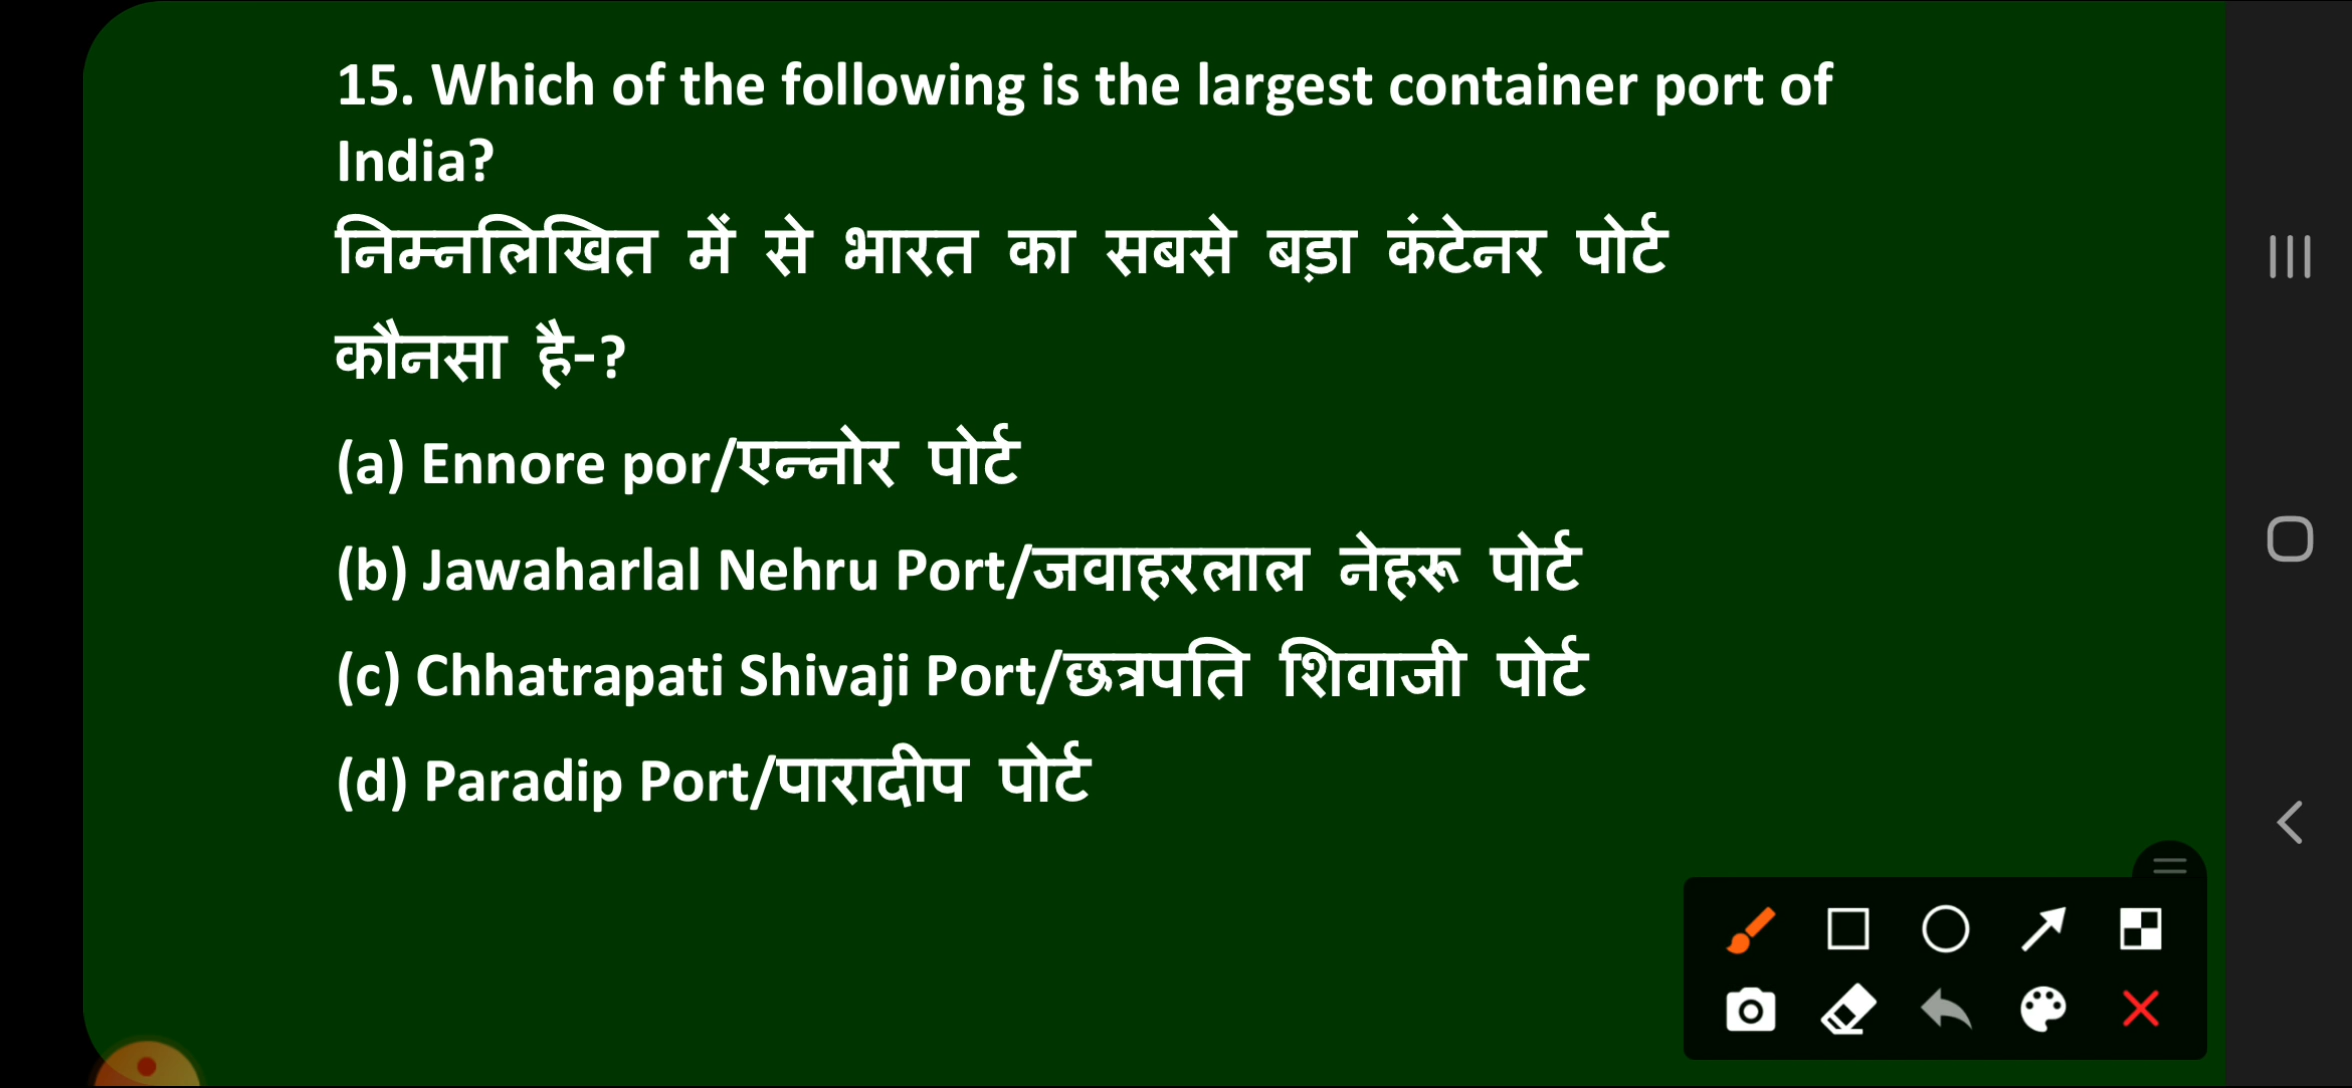 15. Which of the following is the largest container port of
India?
निम्नलिखित में से भारत का सबसे बड़ा कंटेनर पोर्ट
कौनसा है-?
(a) Ennore por/एन्नोर पोर्ट
(b) Jawaharlal Nehru Port/जवाहरलाल नेहरू पोर्ट
(c) Chhatrapati Shivaji Port/छत्रपति शिवाजी पोर्ट
(d) Paradip Port/पारादीप पोर्ट